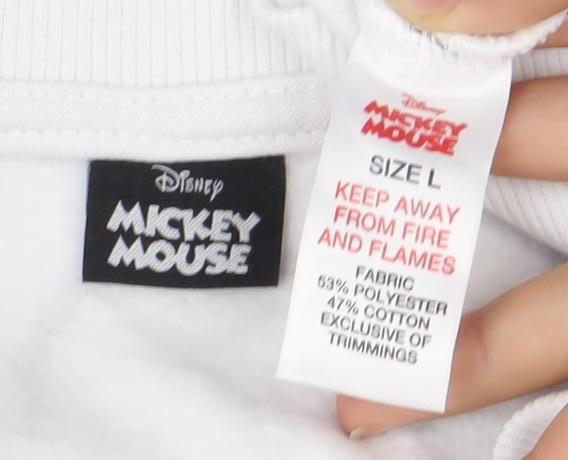 Disney
MICKEY
MOUSE
Disney
MICKEY
MOUSE
SIZE L
KEEP AWAY
FROM FIRE
AND FLAMES
FABRIC
53% POLYESTER
47% COTTON
EXCLUSIVE OF
TRIMMINGS